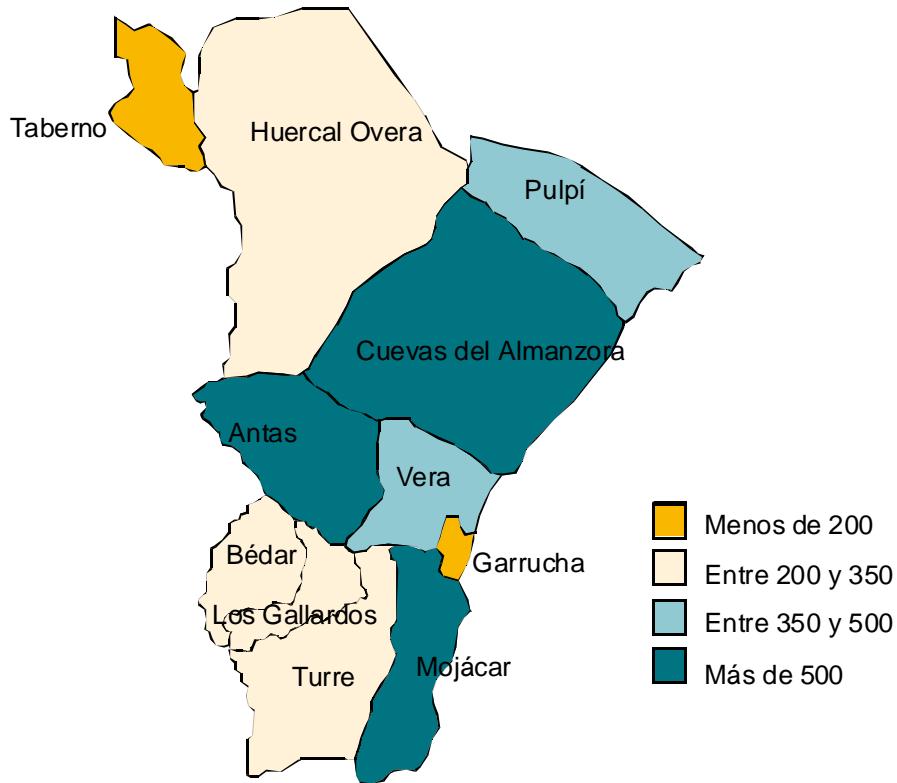 Taberno
Huercal Overa
Pulpí
Cuevas del Almanzora
Antas
Vera
Bédar
Garrucha
Los Gallardos
Turre
Mojácar
Menos de 200
Entre 200 y 350
Entre 350 y 500
Más de 500